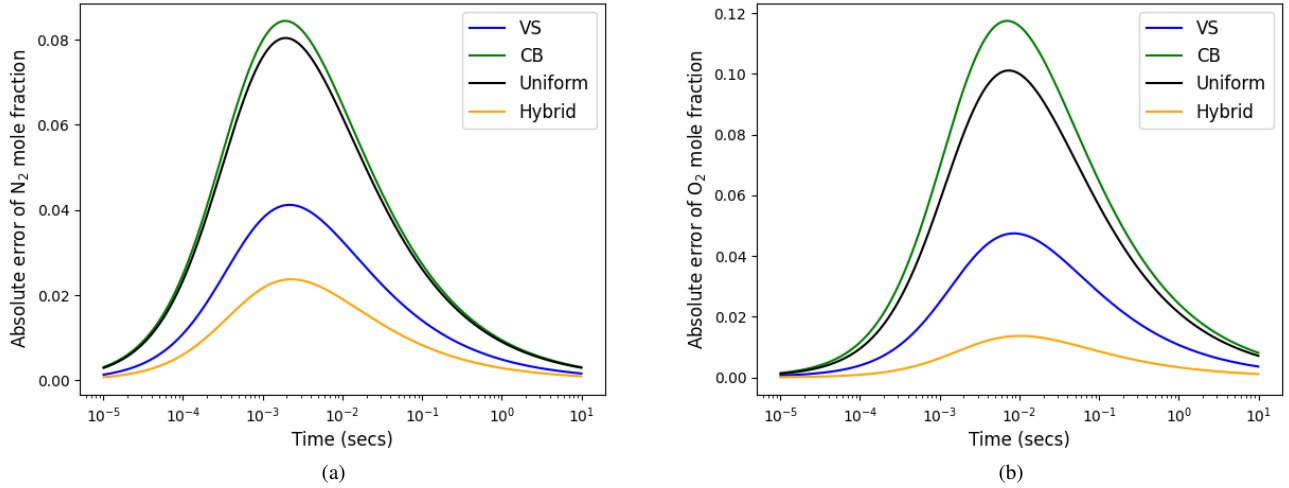 Absolute error of N₂ mole fraction
0.08
0.06
0.04
0.02
0.00
VS
CB
Uniform
Hybrid
10⁻⁵ 10⁻⁴ 10⁻³ 10⁻² 10⁻¹ 10⁰ 10¹
Time (secs)
(a)
Absolute error of O₂ mole fraction
0.12
0.10
0.08
0.06
0.04
0.02
0.00
VS
CB
Uniform
Hybrid
10⁻⁵ 10⁻⁴ 10⁻³ 10⁻² 10⁻¹ 10⁰ 10¹
Time (secs)
(b)